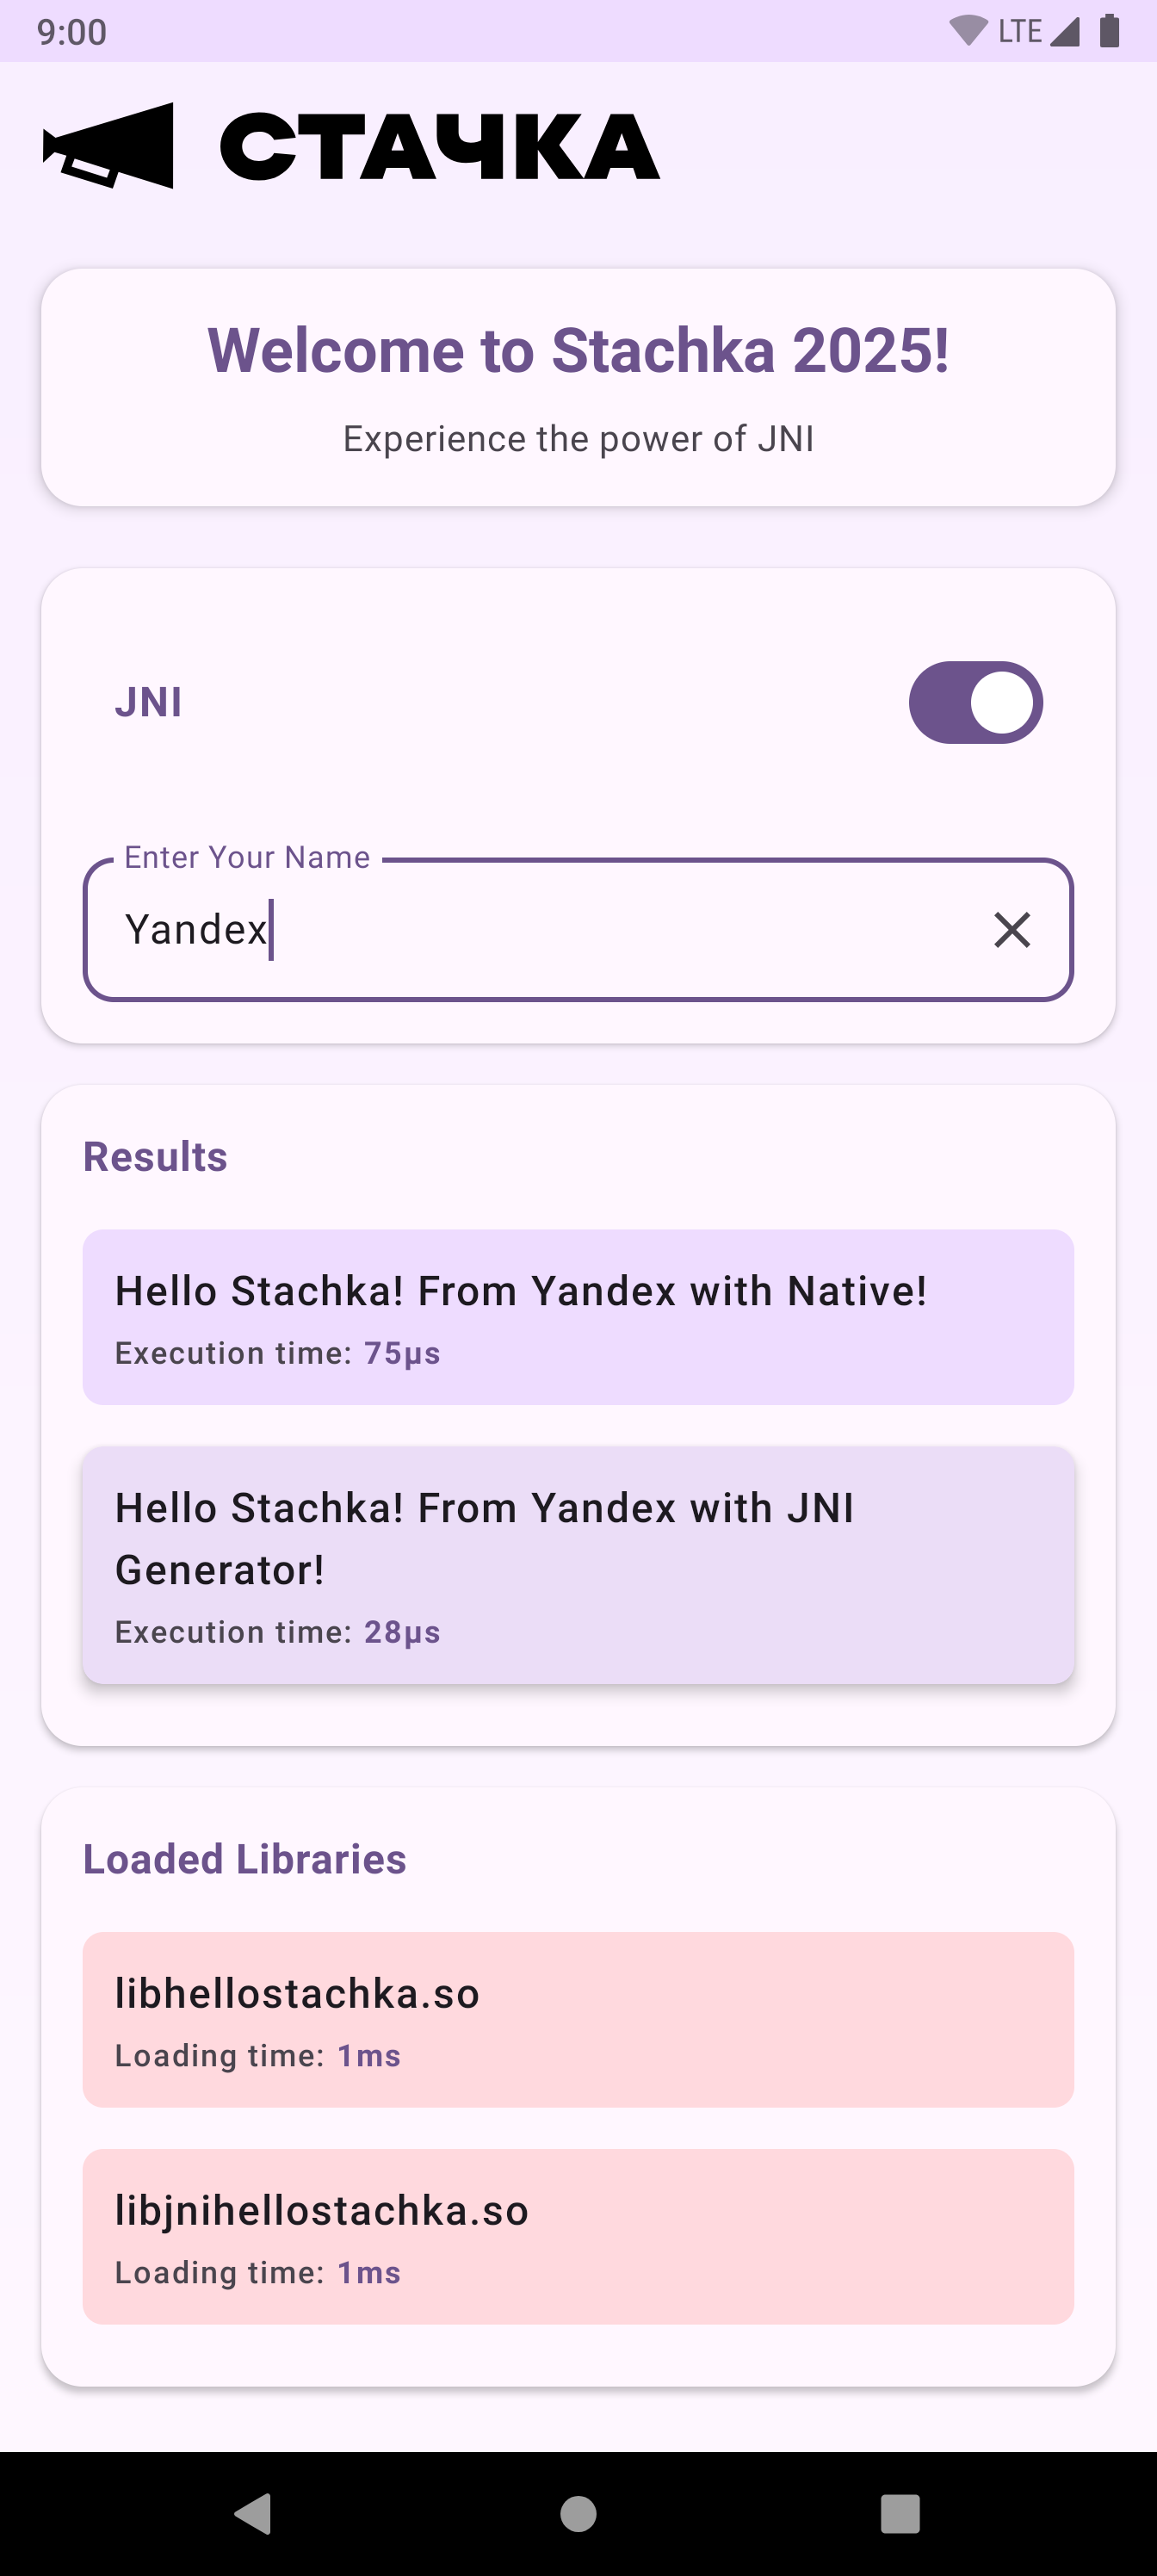 9:00
LTE
СТАЧКА
Welcome to Stachka 2025!
Experience the power of JNI
JNI
Enter Your Name
Yandex
Results
Hello Stachka! From Yandex with Native!
Execution time: 75µs
Hello Stachka! From Yandex with JNI
Generator!
Execution time: 28µs
Loaded Libraries
libhellostachka.so
Loading time: 1ms
libjnihellostachka.so
Loading time: 1ms